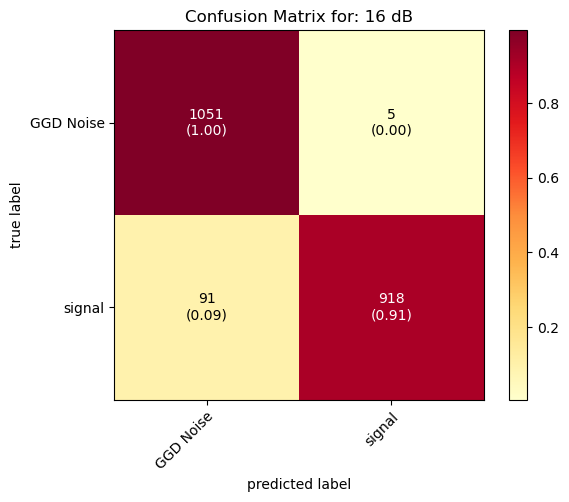 Confusion Matrix for: 16 dB
true label
GGD Noise
1051
(1.00)
5
(0.00)
signal
91
(0.09)
918
(0.91)
GGD Noise
signal
predicted label
0.8
0.6
0.4
0.2